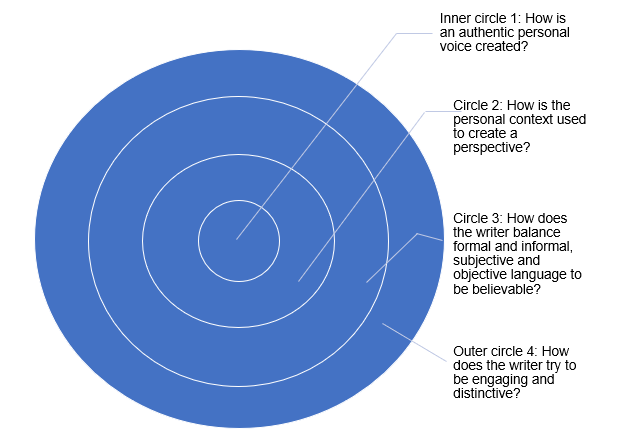 Inner circle 1: How is
an authentic personal
voice created?
Circle 2: How is the
personal context used
to create a
perspective?
Circle 3: How does
the writer balance
formal and informal,
subjective and
objective language to
be believable?
Outer circle 4: How
does the writer try to
be engaging and
distinctive?